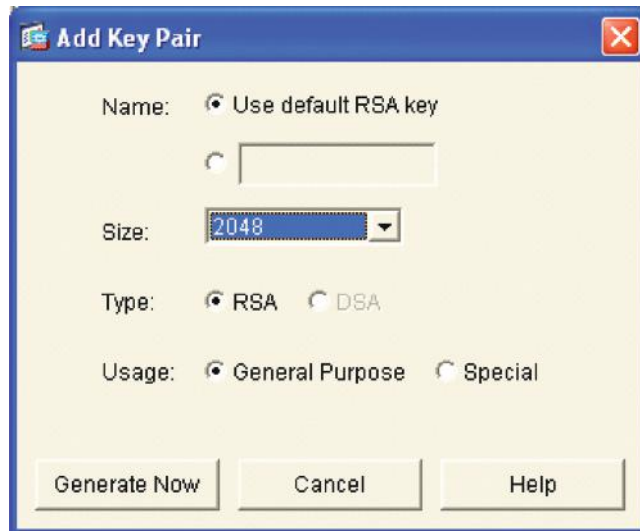 Add Key Pair
Name: Use default RSA key
Size: 2048
Type: RSA DSA
Usage: General Purpose Special
Generate Now Cancel Help